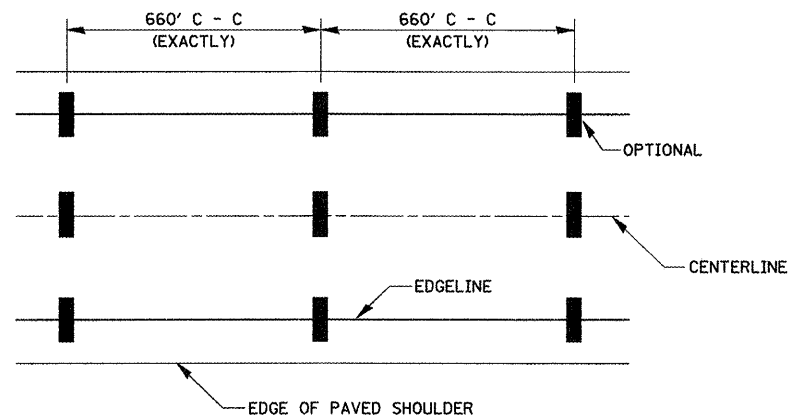 660' C - C
(EXACTLY)
660' C - C
(EXACTLY)
OPTIONAL
CENTERLINE
EDGELINE
EDGE OF PAVED SHOULDER